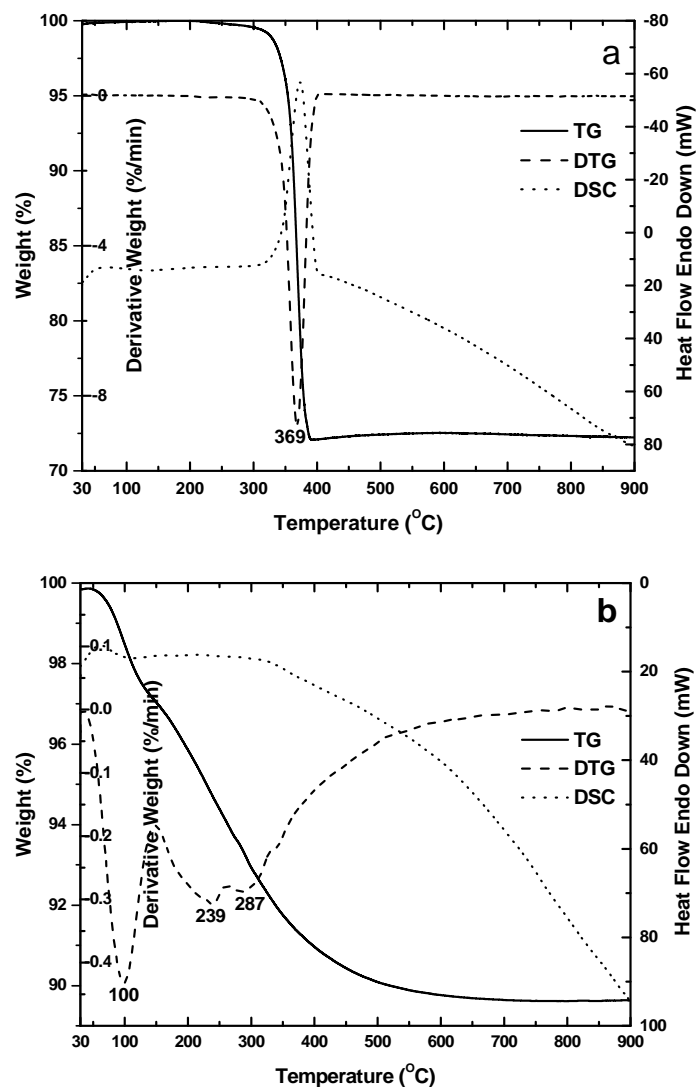 a
Weight (%)
100
95
90
85
80
75
70
Derivative Weight (%/min)
0
-4
-8
369
TG
DTG
DSC
Heat Flow Endo Down (mW)
-80
-60
-40
-20
0
20
40
60
80
30 100 200 300 400 500 600 700 800 900
Temperature (°C)
b
Weight (%)
100
98
96
94
92
90
Derivative Weight (%/min)
0.1
0.0
-0.1
-0.2
-0.3
-0.4
100
239
287
TG
DTG
DSC
Heat Flow Endo Down (mW)
0
20
40
60
80
100
30 100 200 300 400 500 600 700 800 900
Temperature (°C)